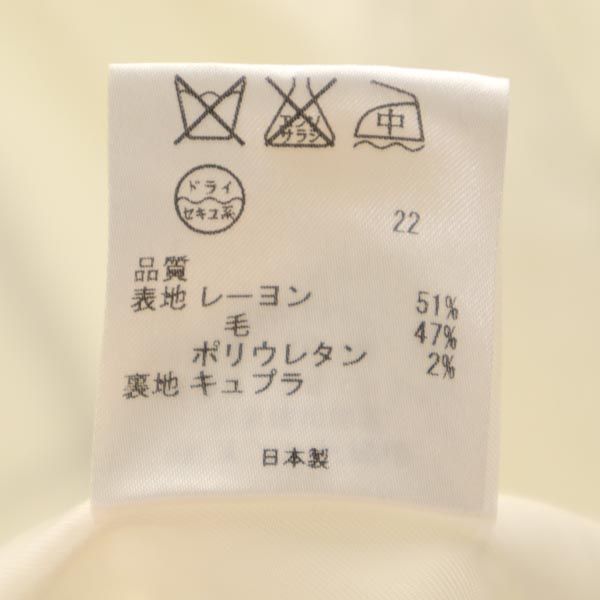 エンソ
サラシ
中
ドライ
セキユ系
22
品質
表地 レーヨン 51%
毛 47%
ポリウレタン 2%
裏地 キュプラ
日本製